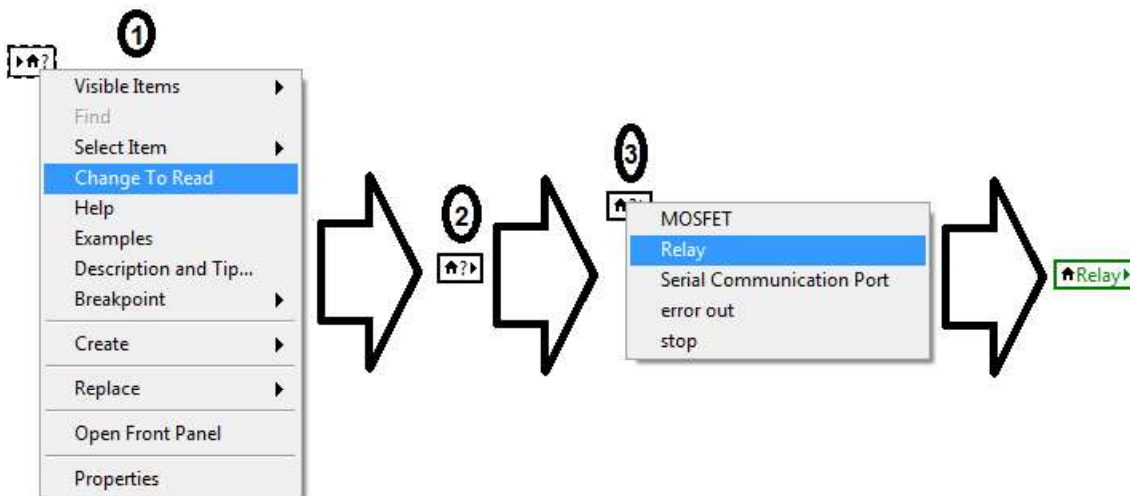 1
?
Visible Items
Find
Select Item
Change To Read
Help
Examples
Description and Tip...
Breakpoint
Create
Replace
Open Front Panel
Properties
2
?
3
?
MOSFET
Relay
Serial Communication Port
error out
stop
Relay